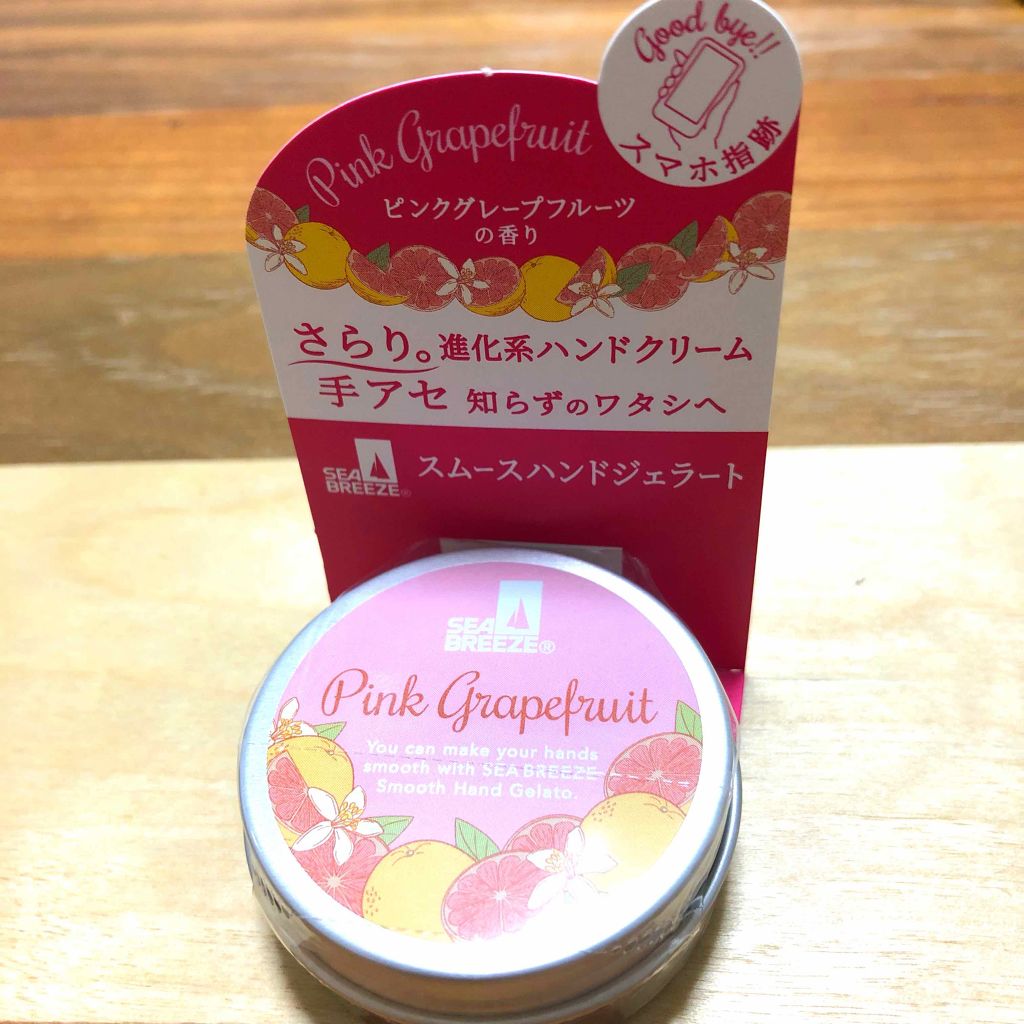 Good bye!!
スマホ指跡
Pink Grapefruit
ピンクグレープフルーツ
の香り
さらり。進化系ハンドクリーム
手アセ 知らずのワタシへ
SEA
BREEZE®
スムースハンドジェラート
SEA
BREEZE®
Pink Grapefruit
You can make your hands
smooth with SEA BREEZE
Smooth Hand Gelato.